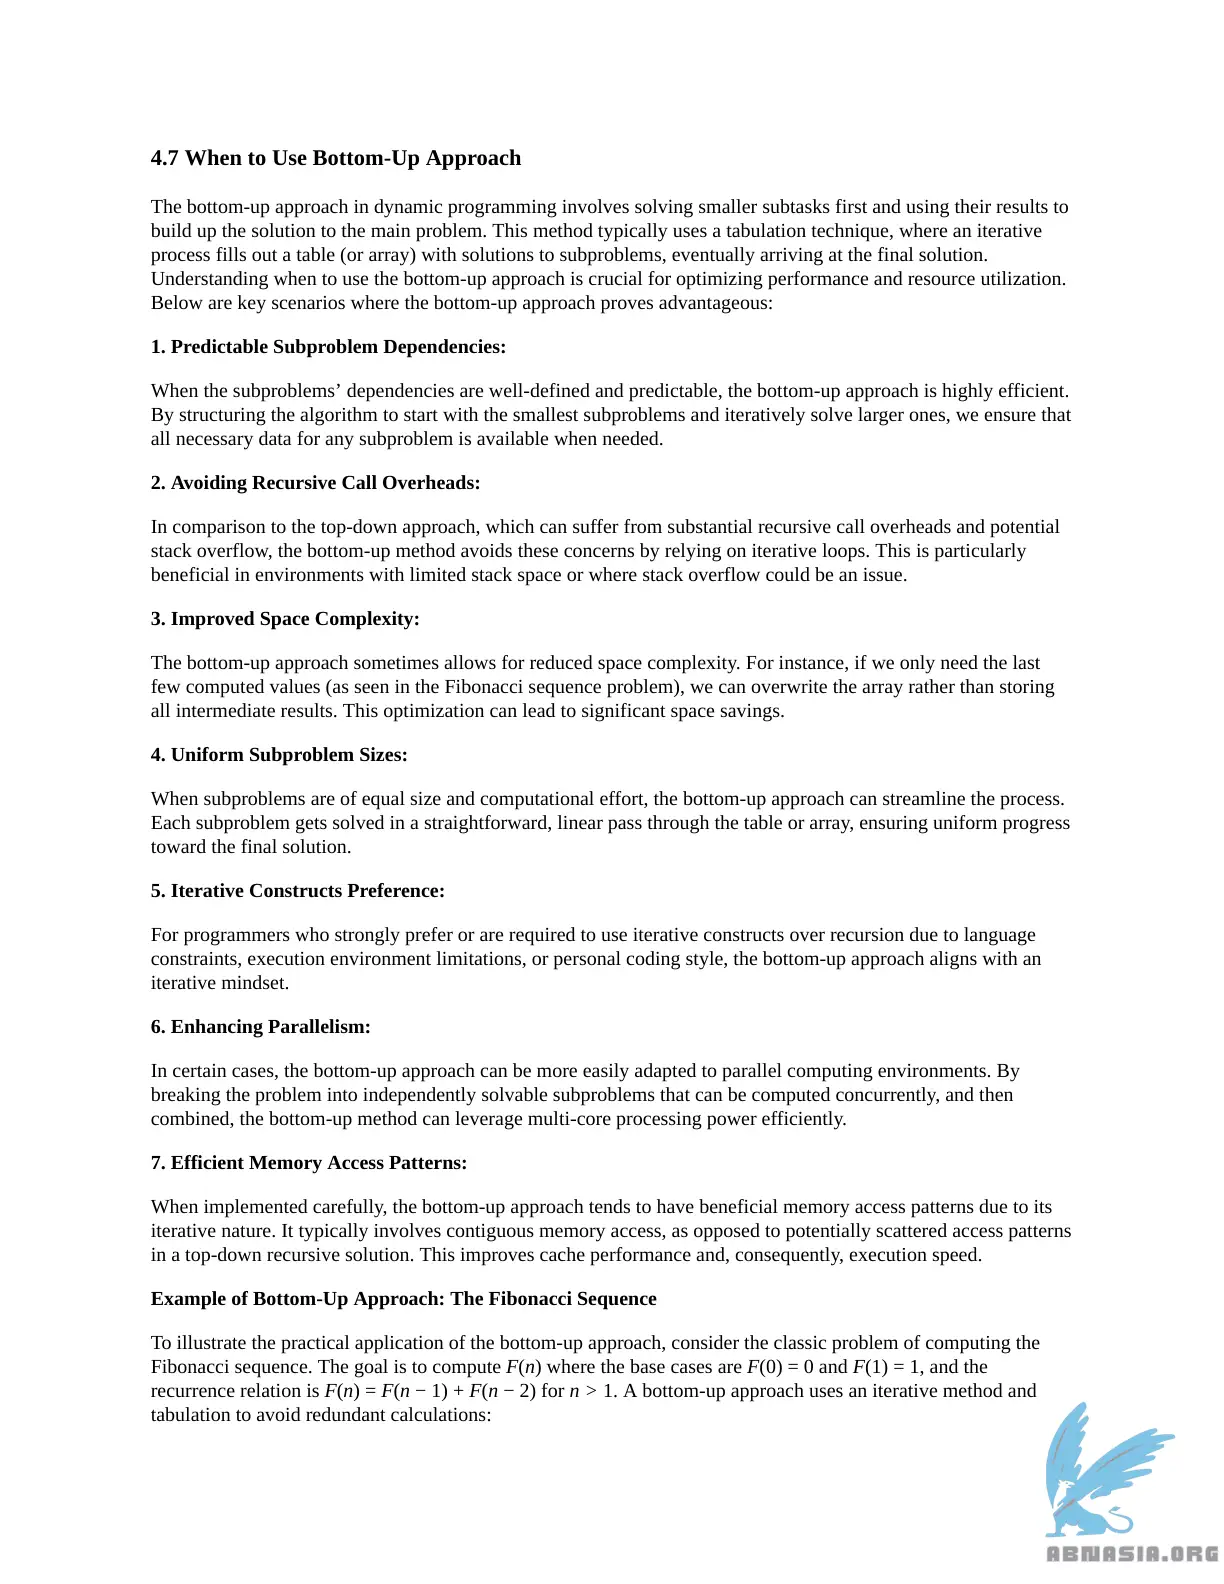 4.7 When to Use Bottom-Up Approach
The bottom-up approach in dynamic programming involves solving smaller subtasks first and using their results to
build up the solution to the main problem. This method typically uses a tabulation technique, where an iterative
process fills out a table (or array) with solutions to subproblems, eventually arriving at the final solution.
Understanding when to use the bottom-up approach is crucial for optimizing performance and resource utilization.
Below are key scenarios where the bottom-up approach proves advantageous:
1. Predictable Subproblem Dependencies:
When the subproblems’ dependencies are well-defined and predictable, the bottom-up approach is highly efficient.
By structuring the algorithm to start with the smallest subproblems and iteratively solve larger ones, we ensure that
all necessary data for any subproblem is available when needed.
2. Avoiding Recursive Call Overheads:
In comparison to the top-down approach, which can suffer from substantial recursive call overheads and potential
stack overflow, the bottom-up method avoids these concerns by relying on iterative loops. This is particularly
beneficial in environments with limited stack space or where stack overflow could be an issue.
3. Improved Space Complexity:
The bottom-up approach sometimes allows for reduced space complexity. For instance, if we only need the last
few computed values (as seen in the Fibonacci sequence problem), we can overwrite the array rather than storing
all intermediate results. This optimization can lead to significant space savings.
4. Uniform Subproblem Sizes:
When subproblems are of equal size and computational effort, the bottom-up approach can streamline the process.
Each subproblem gets solved in a straightforward, linear pass through the table or array, ensuring uniform progress
toward the final solution.
5. Iterative Constructs Preference:
For programmers who strongly prefer or are required to use iterative constructs over recursion due to language
constraints, execution environment limitations, or personal coding style, the bottom-up approach aligns with an
iterative mindset.
6. Enhancing Parallelism:
In certain cases, the bottom-up approach can be more easily adapted to parallel computing environments. By
breaking the problem into independently solvable subproblems that can be computed concurrently, and then
combined, the bottom-up method can leverage multi-core processing power efficiently.
7. Efficient Memory Access Patterns:
When implemented carefully, the bottom-up approach tends to have beneficial memory access patterns due to its
iterative nature. It typically involves contiguous memory access, as opposed to potentially scattered access patterns
in a top-down recursive solution. This improves cache performance and, consequently, execution speed.
Example of Bottom-Up Approach: The Fibonacci Sequence
To illustrate the practical application of the bottom-up approach, consider the classic problem of computing the
Fibonacci sequence. The goal is to compute F(n) where the base cases are F(0) = 0 and F(1) = 1, and the
recurrence relation is F(n) = F(n − 1) + F(n − 2) for n > 1. A bottom-up approach uses an iterative method and
tabulation to avoid redundant calculations:
ABNASIA.ORG